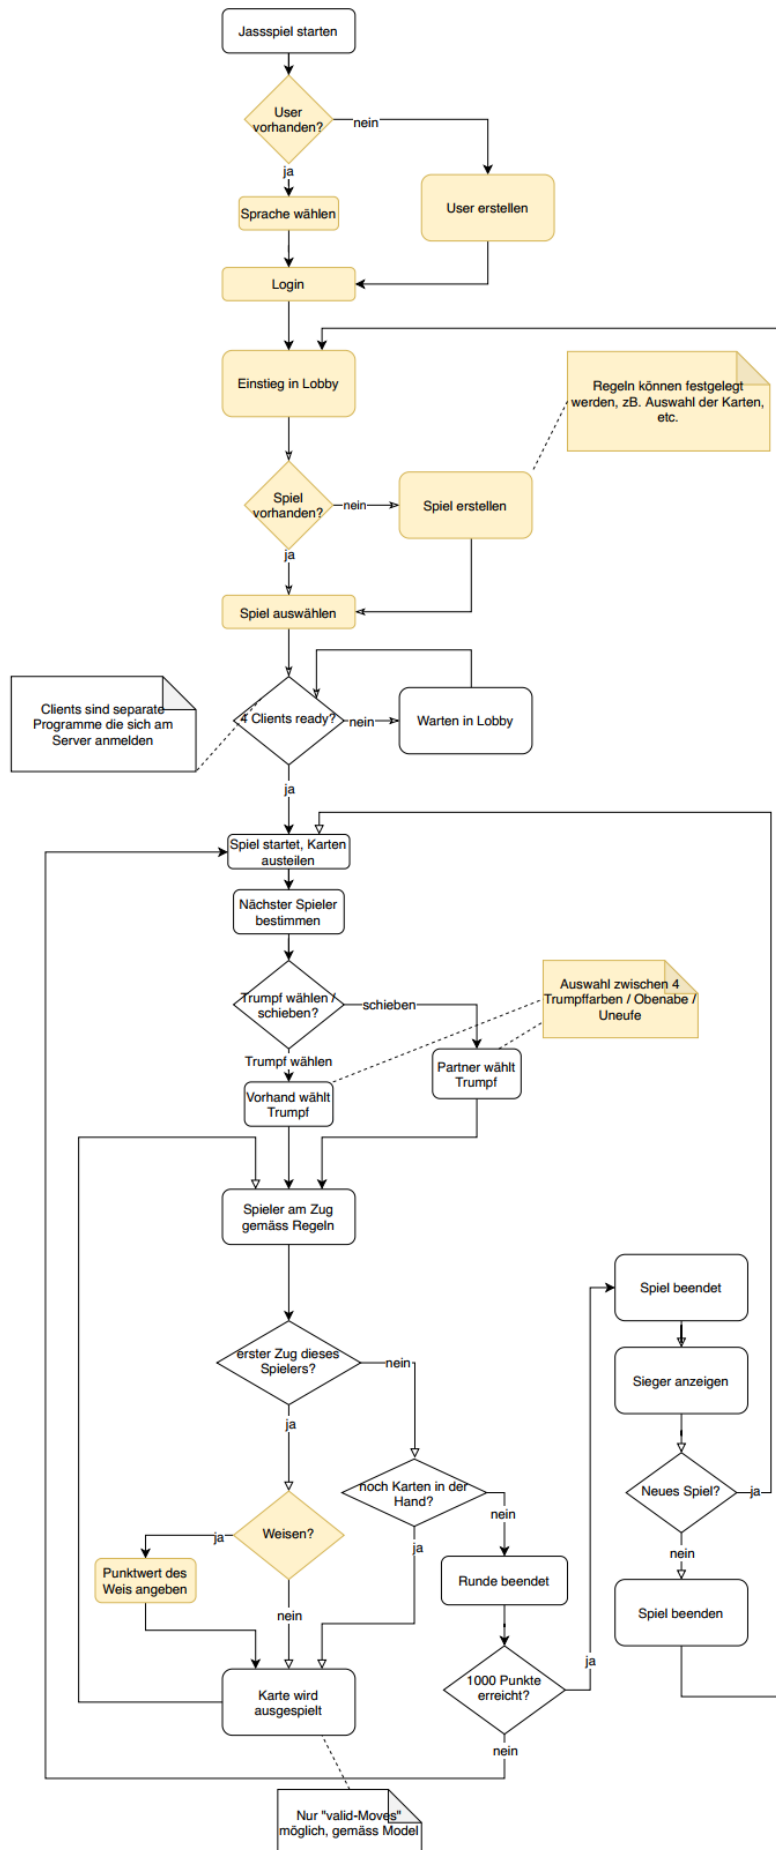 Jassspiel starten
User
vorhanden?
nein
ja
Sprache wählen
User erstellen
Login
Einstieg in Lobby
Regeln können festgelegt
werden, zB. Auswahl der Karten,
etc.
Spiel
vorhanden?
nein
Spiel erstellen
ja
Spiel auswählen
Clients sind separate
Programme die sich am
Server anmelden
4 Clients ready?
nein
Warten in Lobby
ja
Spiel startet, Karten
austeilen
Nächster Spieler
bestimmen
Trumpf wählen /
schieben?
schieben
Auswahl zwischen 4
Trumpffarben / Obenabe /
Uneufe
Trumpf wählen
Partner wählt
Trumpf
Vorhand wählt
Trumpf
Spieler am Zug
gemäss Regeln
Spiel beendet
erster Zug dieses
Spielers?
nein
Sieger anzeigen
ja
noch Karten in der
Hand?
Neues Spiel?
ja
nein
Weisen?
ja
ja
nein
Punktwert des
Weis angeben
Runde beendet
nein
Spiel beenden
ja
1000 Punkte
erreicht?
Karte wird
ausgespielt
nein
Nur "valid-Moves"
möglich, gemäss Model